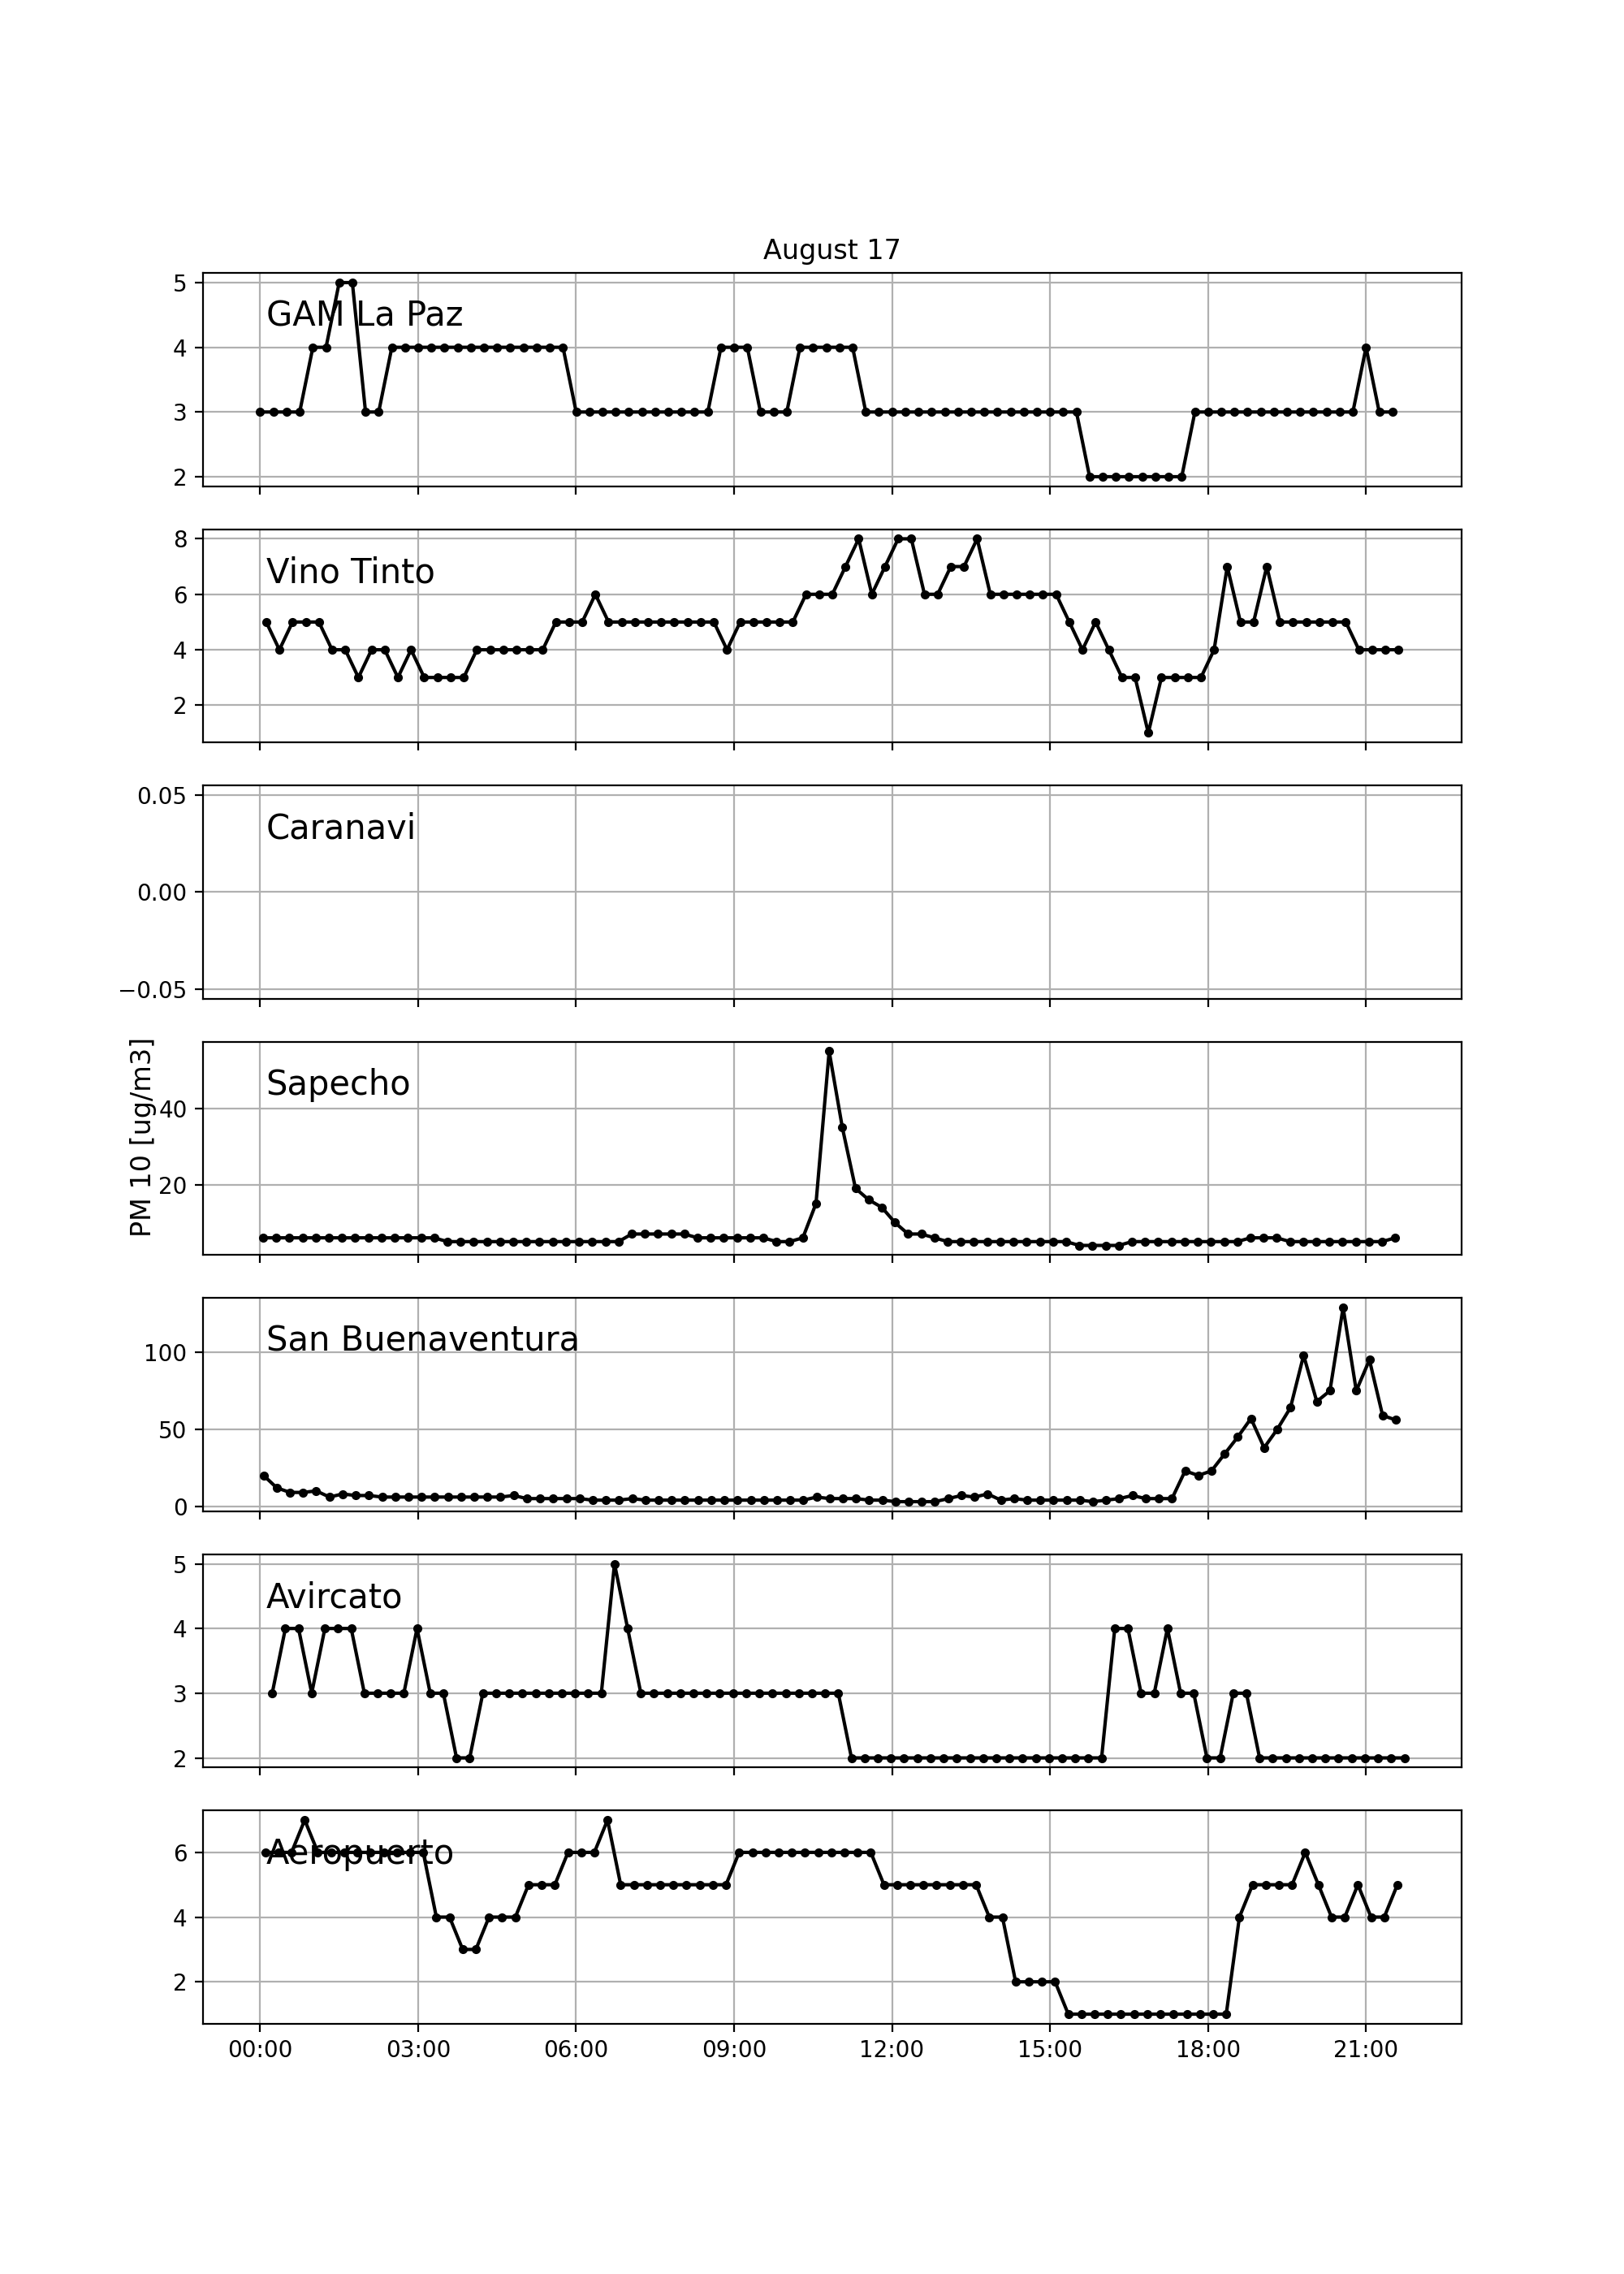 August 17
5
GAM La Paz
4
3
2
8
Vino Tinto
6
4
2
0.05
Caranavi
0.00
−0.05
PM 10 [ug/m3]
Sapecho
40
20
San Buenaventura
100
50
0
5
Avircato
4
3
2
Aeropuerto
6
4
2
00:00 03:00 06:00 09:00 12:00 15:00 18:00 21:00